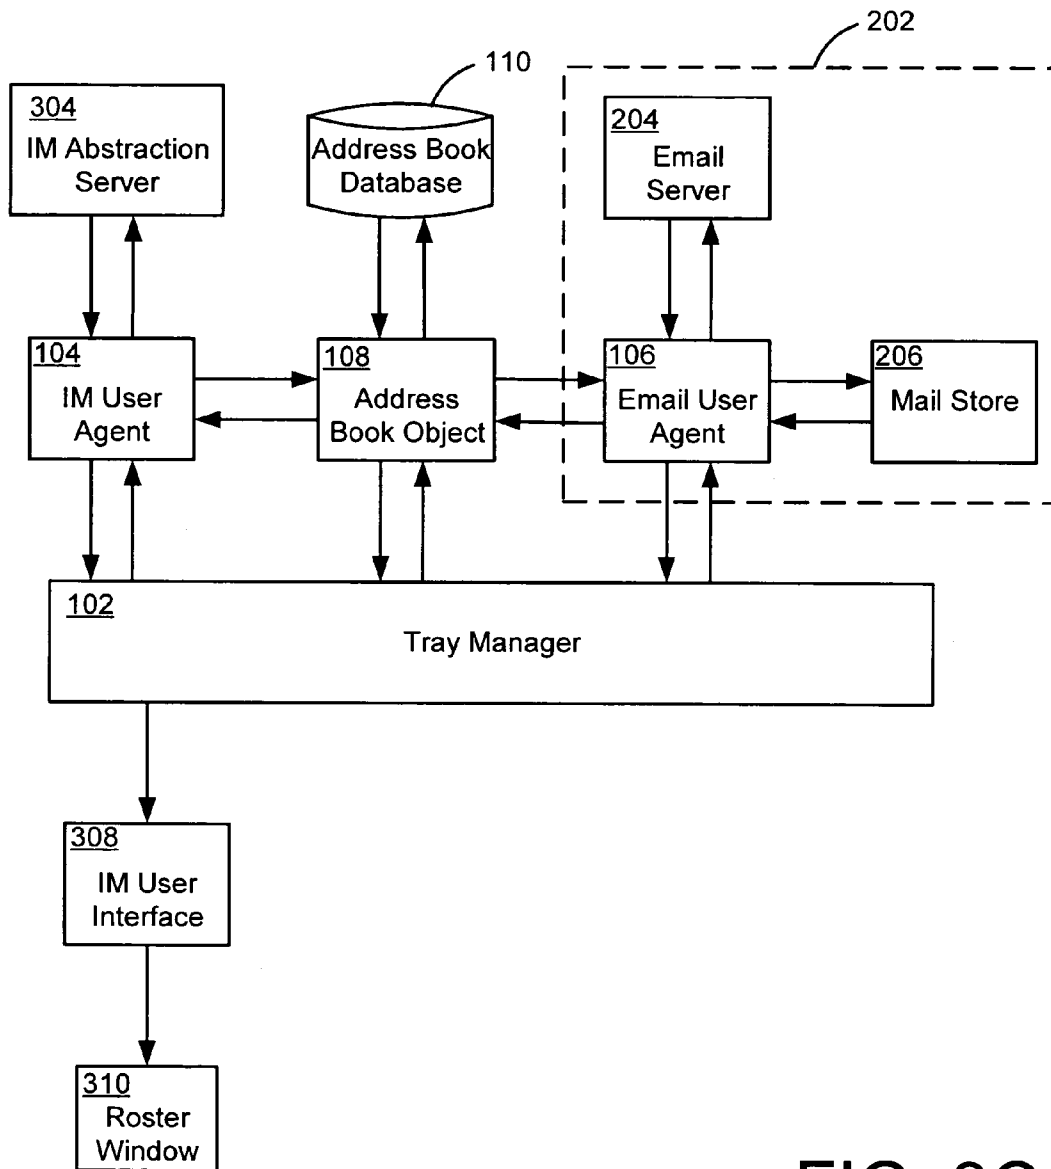 202
110
304
IM Abstraction
Server
Address Book
Database
204
Email
Server
104
IM User
Agent
108
Address
Book Object
106
Email User
Agent
206
Mail Store
102
Tray Manager
308
IM User
Interface
310
Roster
Window